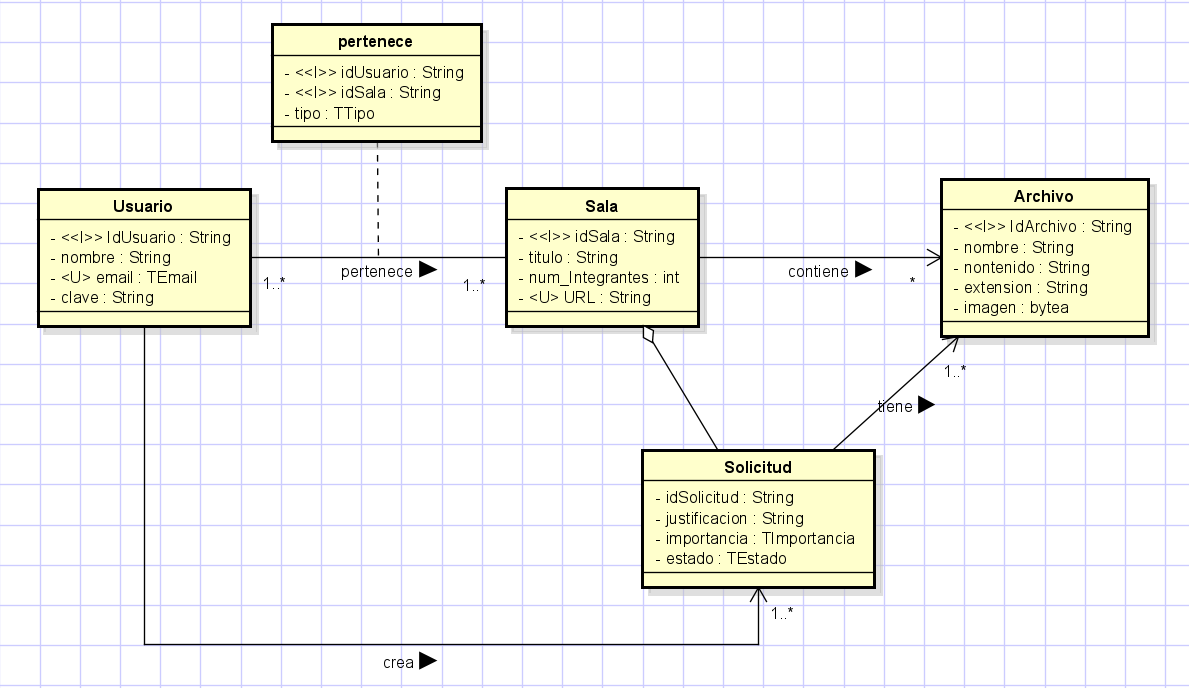 pertenece
- <<I>> idUsuario : String
- <<I>> idSala : String
- tipo : TTipo
Usuario
- <<I>> IdUsuario : String
- nombre : String
- <U> email : TEmail
- clave : String
1..*
pertenece
1..*
Sala
- <<I>> idSala : String
- titulo : String
- num_Integrantes : int
- <U> URL : String
contiene
*
Archivo
- <<I>> IdArchivo : String
- nombre : String
- nontenido : String
- extension : String
- imagen : bytea
1..*
tiene
Solicitud
- idSolicitud : String
- justificacion : String
- importancia : TImportancia
- estado : TEstado
1..*
crea